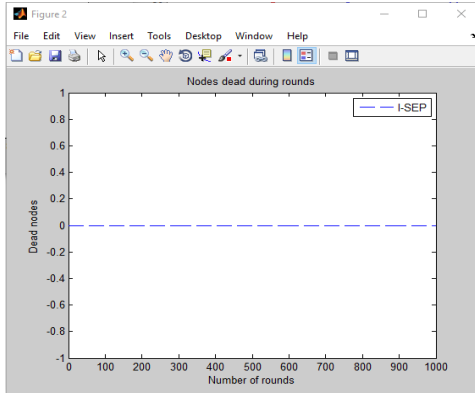 Figure 2
File Edit View Insert Tools Desktop Window Help
Nodes dead during rounds
I-SEP
1
0.8
0.6
0.4
0.2
0
-0.2
-0.4
-0.6
-0.8
-1
Dead nodes
0 100 200 300 400 500 600 700 800 900 1000
Number of rounds